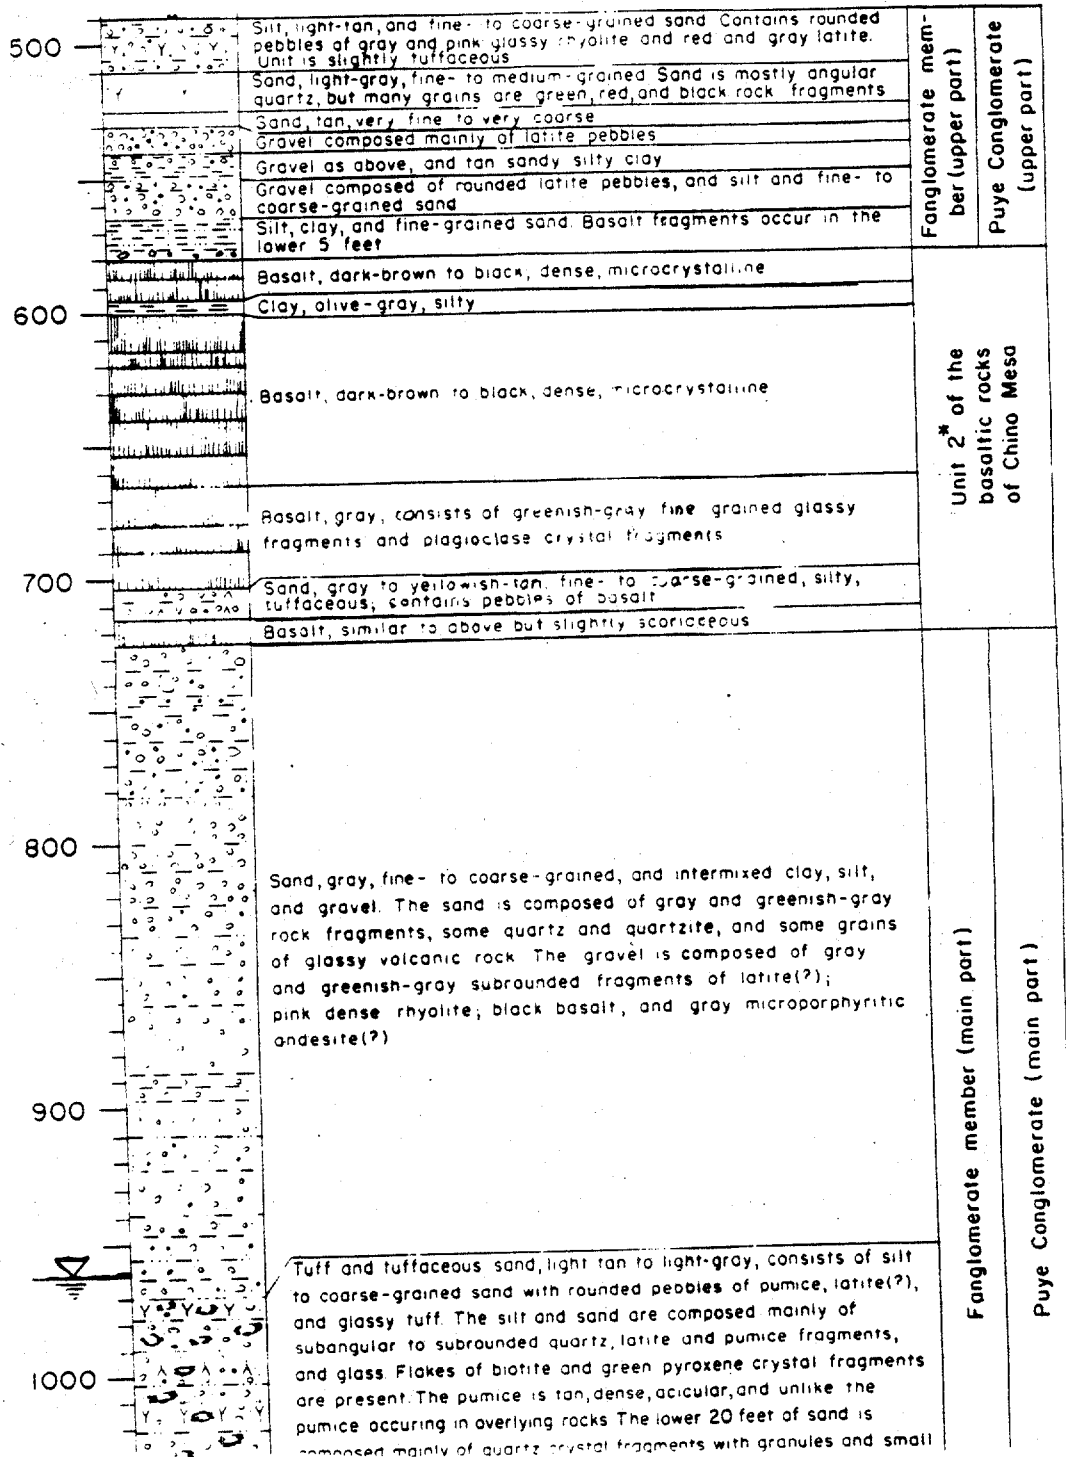 500
Silt, light-tan, and fine- to coarse-grained sand Contains rounded
pebbles of gray and pink glassy rhyolite and red and gray latite.
Unit is slightly tuffaceous
Sand, light-gray, fine- to medium-grained Sand is mostly angular
quartz, but many grains are green, red, and black rock fragments
Sand, tan, very fine to very coarse
Gravel composed mainly of latite pebbles
Gravel as above, and tan sandy silty clay
Gravel composed of rounded latite pebbles, and silt and fine- to
coarse-grained sand
Silt, clay, and fine-grained sand. Basalt fragments occur in the
lower 5 feet
Fanglomerate mem-
ber (upper part)
Puye Conglomerate
(upper part)
Basalt, dark-brown to black, dense, microcrystalline
600
Clay, olive-gray, silty
Basalt, dark-brown to black, dense, microcrystalline
Basalt, gray, consists of greenish-gray fine grained glassy
fragments and plagioclase crystal fragments
700
Sand, gray to yellowish-tan, fine- to coarse-grained, silty,
tuffaceous; contains pebbles of basalt
Basalt, similar to above but slightly scoriaceous
Unit 2* of the
basaltic rocks
of Chino Mesa
800
Sand, gray, fine- to coarse-grained, and intermixed clay, silt,
and gravel. The sand is composed of gray and greenish-gray
rock fragments, some quartz and quartzite, and some grains
of glassy volcanic rock The gravel is composed of gray
and greenish-gray subrounded fragments of latite(?);
pink dense rhyolite; black basalt, and gray microporphyritic
andesite(?)
900
Tuff and tuffaceous sand, light tan to light-gray, consists of silt
to coarse-grained sand with rounded pebbles of pumice, latite(?),
and glassy tuff. The silt and sand are composed mainly of
subangular to subrounded quartz, latite and pumice fragments,
and glass. Flakes of biotite and green pyroxene crystal fragments
1000
are present. The pumice is tan, dense, acicular, and unlike the
pumice occuring in overlying rocks The lower 20 feet of sand is
composed mainly of quartz crystal fragments with granules and small
Fanglomerate member (main part)
Puye Conglomerate (main part)